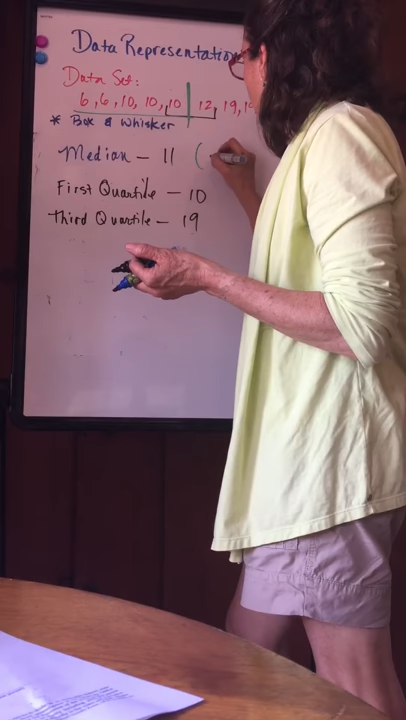 Data Representation
Data Set:
6, 6, 10, 10, 10 12, 19, 19
* Box & Whisker
Median - 11 (
First Quartile - 10
Third Quartile - 19